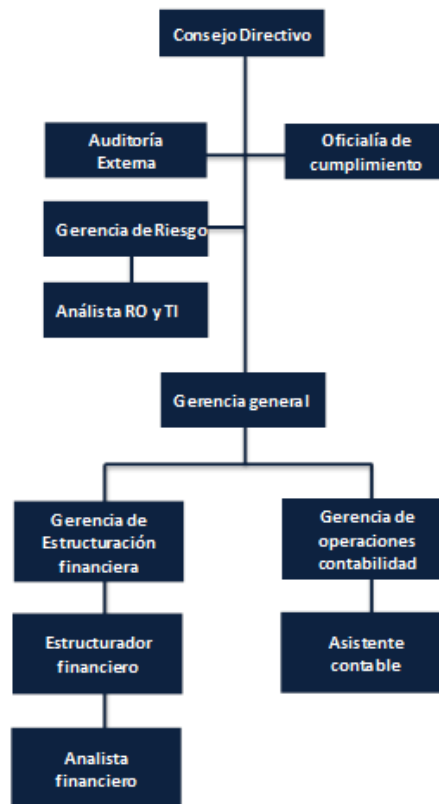 Consejo Directivo
Auditoría
Externa
Oficialía de
cumplimiento
Gerencia de Riesgo
Análista RO y TI
Gerencia general
Gerencia de
Estructuración
financiera
Gerencia de
operaciones
contabilidad
Estructurador
financiero
Asistente
contable
Analista
financiero